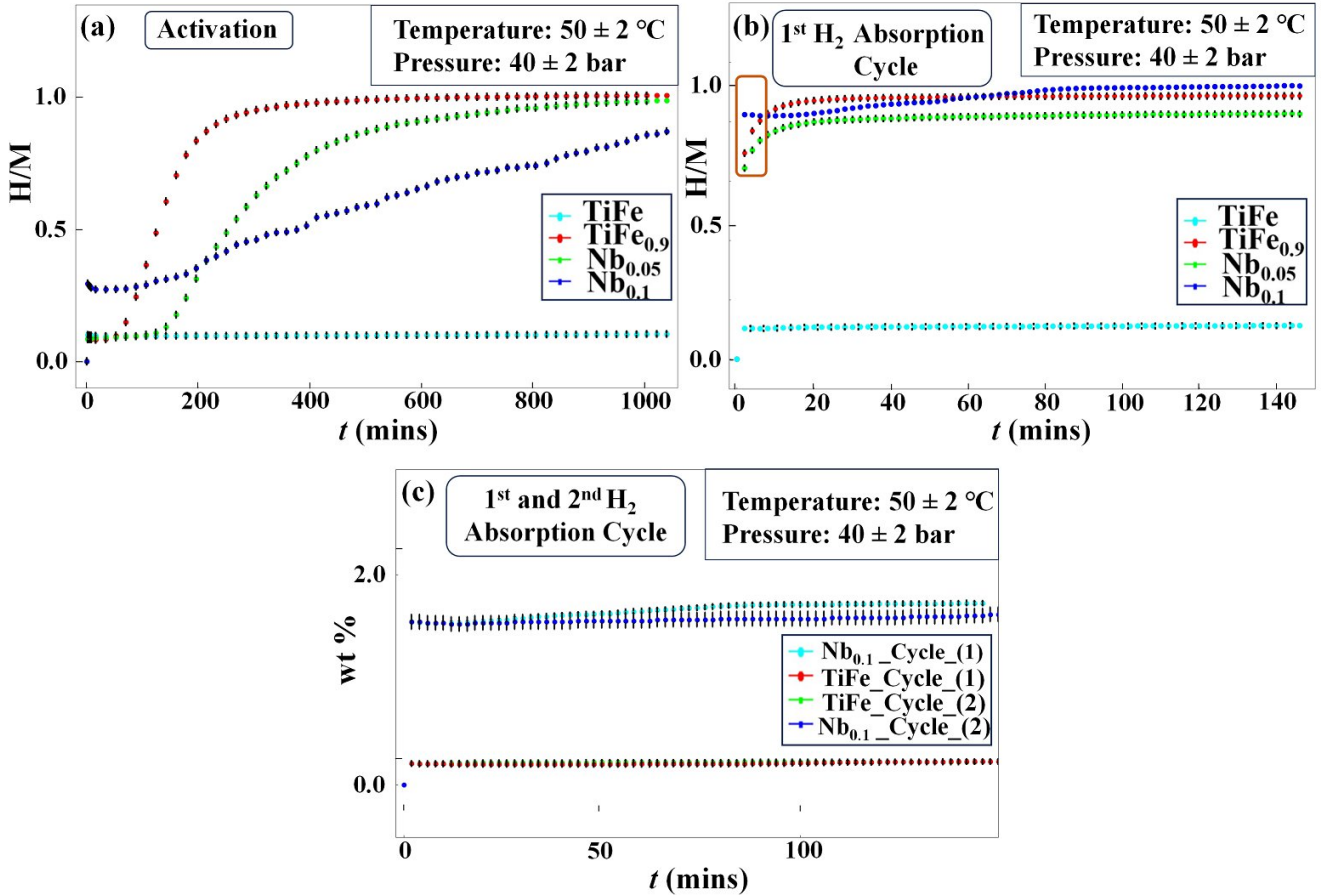 (a)
Activation
Temperature: 50 ± 2 °C
Pressure: 40 ± 2 bar
1.0
0.5
0.0
H/M
TiFe
TiFe0.9
Nb0.05
Nb0.1
0 200 400 600 800 1000
t (mins)
(b)
1st H2 Absorption
Cycle
Temperature: 50 ± 2 °C
Pressure: 40 ± 2 bar
1.0
0.5
0.0
H/M
TiFe
TiFe0.9
Nb0.05
Nb0.1
0 20 40 60 80 100 120 140
t (mins)
(c)
1st and 2nd H2
Absorption Cycle
Temperature: 50 ± 2 °C
Pressure: 40 ± 2 bar
2.0
0.0
wt %
Nb0.1_Cycle_(1)
TiFe_Cycle_(1)
TiFe_Cycle_(2)
Nb0.1_Cycle_(2)
0 50 100
t (mins)